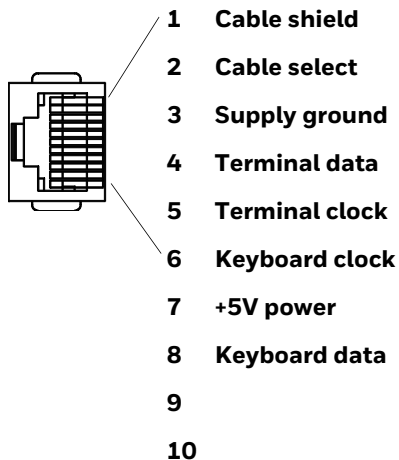 1 Cable shield
2 Cable select
3 Supply ground
4 Terminal data
5 Terminal clock
6 Keyboard clock
7 +5V power
8 Keyboard data
9
10